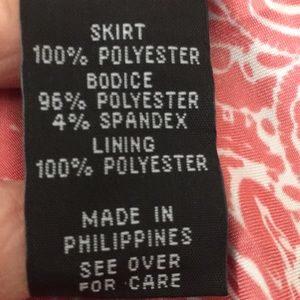 SKIRT
100% POLYESTER
BODICE
96% POLYESTER
4% SPANDEX
LINING
100% POLYESTER
MADE IN
PHILIPPINES
SEE OVER
FOR CARE